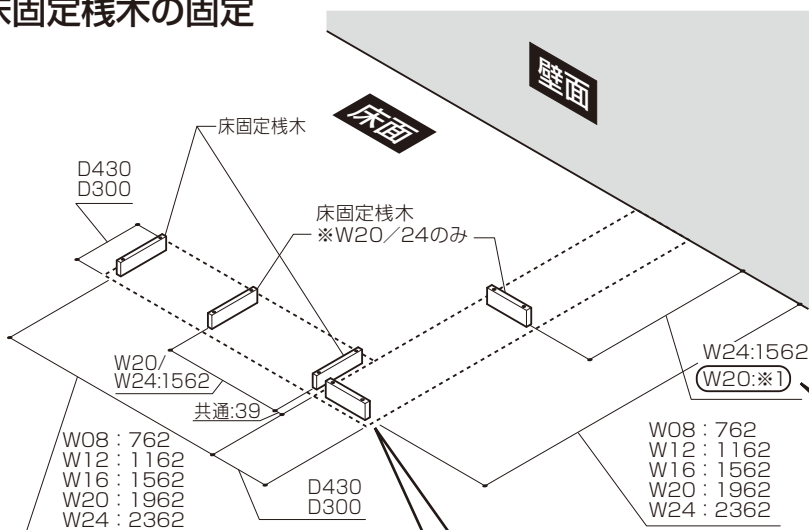 床固定桟木の固定
壁面
床面
床固定桟木
D430
D300
床固定桟木
※W20／24のみ
W20/
W24:1562
共通:39
W24:1562
W20:※1
W08：762
W12：1162
W16：1562
W20：1962
W24：2362
D430
D300
W08：762
W12：1162
W16：1562
W20：1962
W24：2362